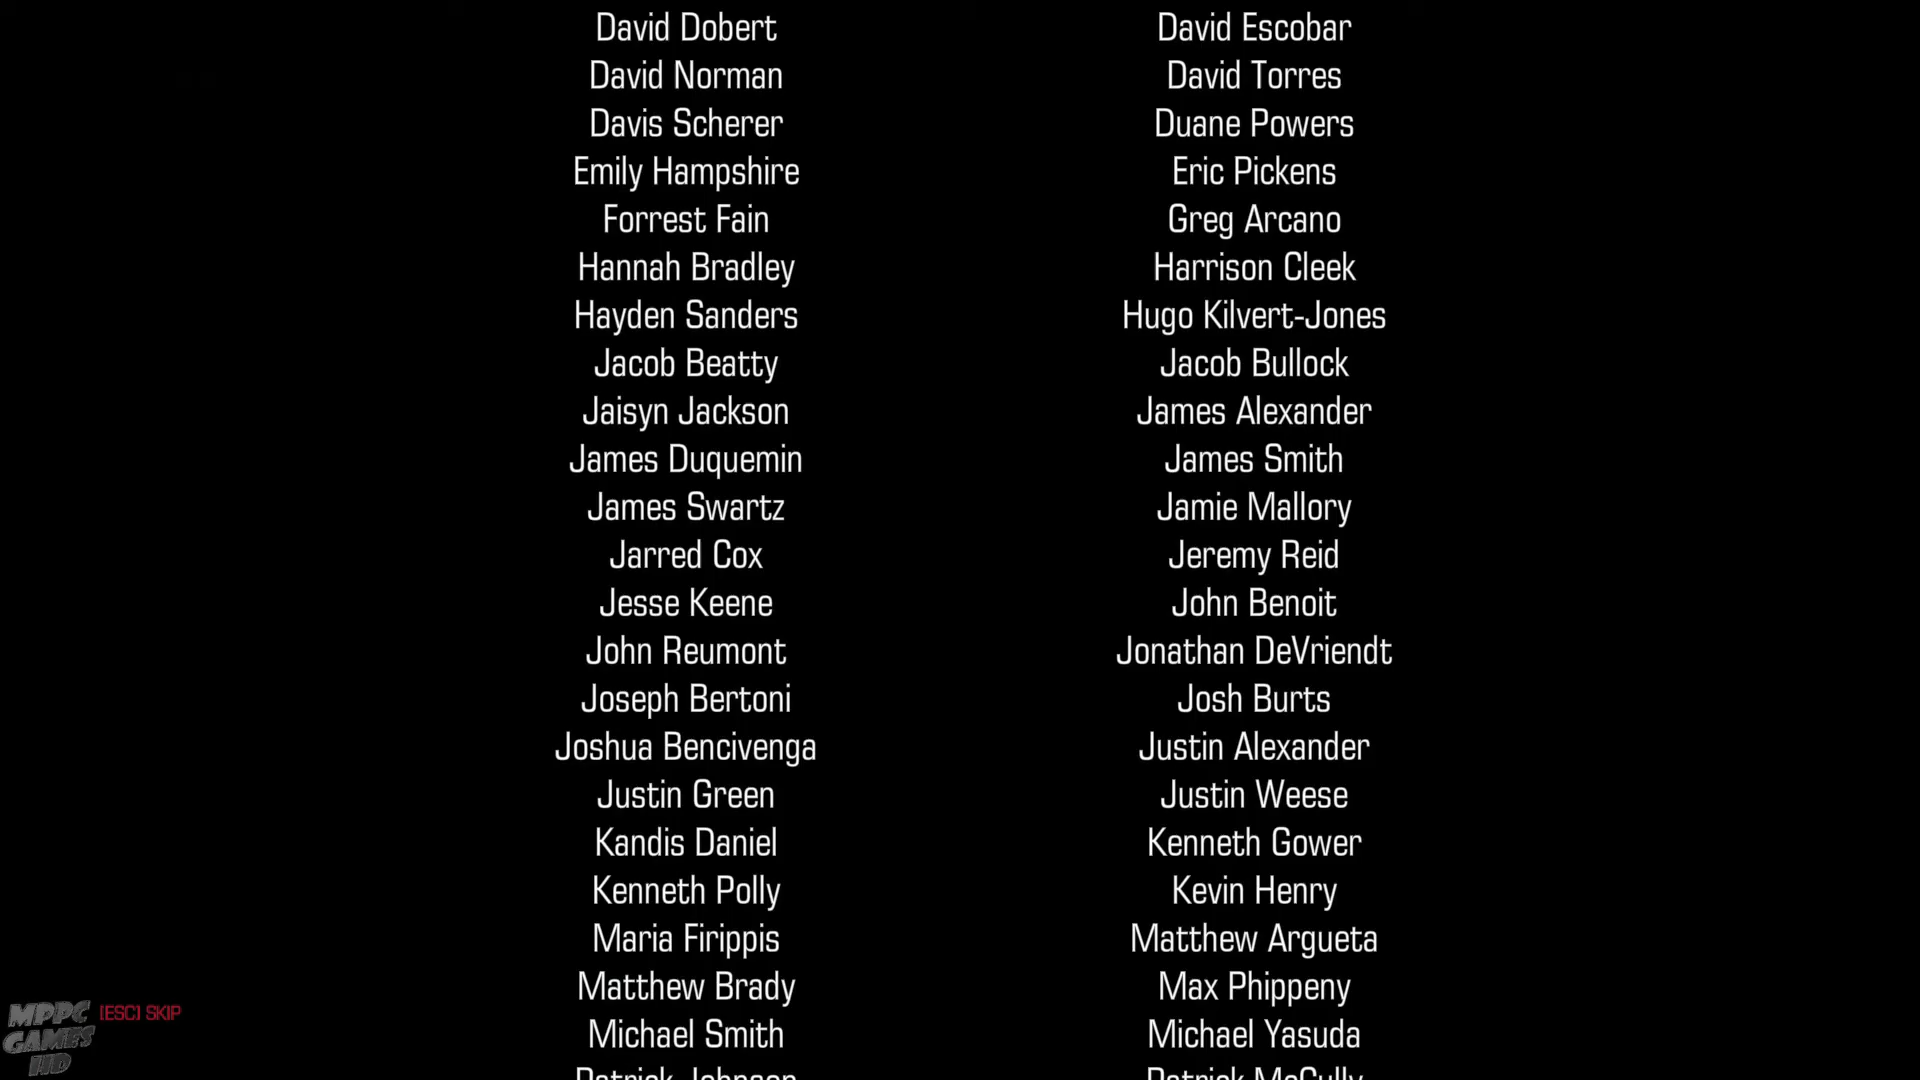 David Dobert David Escobar
David Norman David Torres
Davis Scherer Duane Powers
Emily Hampshire Eric Pickens
Forrest Fain Greg Arcano
Hannah Bradley Harrison Cleek
Hayden Sanders Hugo Kilvert-Jones
Jacob Beatty Jacob Bullock
Jaisyn Jackson James Alexander
James Duquemin James Smith
James Swartz Jamie Mallory
Jarred Cox Jeremy Reid
Jesse Keene John Benoit
John Reumont Jonathan DeVriendt
Joseph Bertoni Josh Burts
Joshua Bencivenga Justin Alexander
Justin Green Justin Weese
Kandis Daniel Kenneth Gower
Kenneth Polly Kevin Henry
Maria Firippis Matthew Argueta
Matthew Brady Max Phippeny
Michael Smith Michael Yasuda
Patrick Johnson Patrick McCully
[ESC] SKIP
MPPC
GAMES
HD